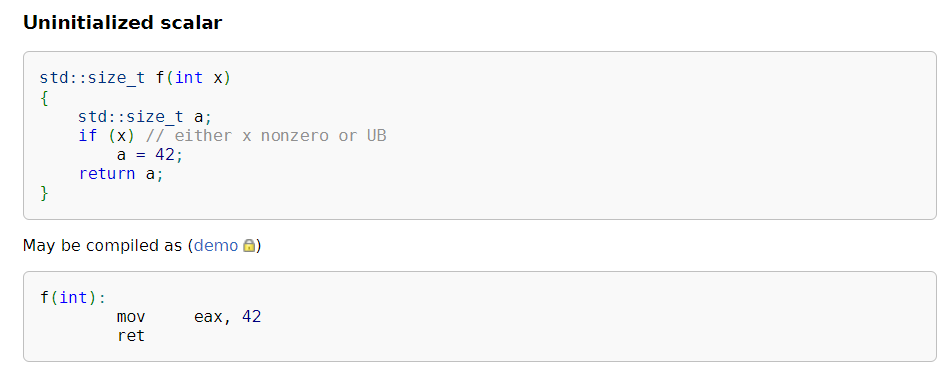 Uninitialized scalar
std::size_t f(int x)
{
    std::size_t a;
    if (x) // either x nonzero or UB
        a = 42;
    return a;
}
May be compiled as (demo)
f(int):
        mov     eax, 42
        ret